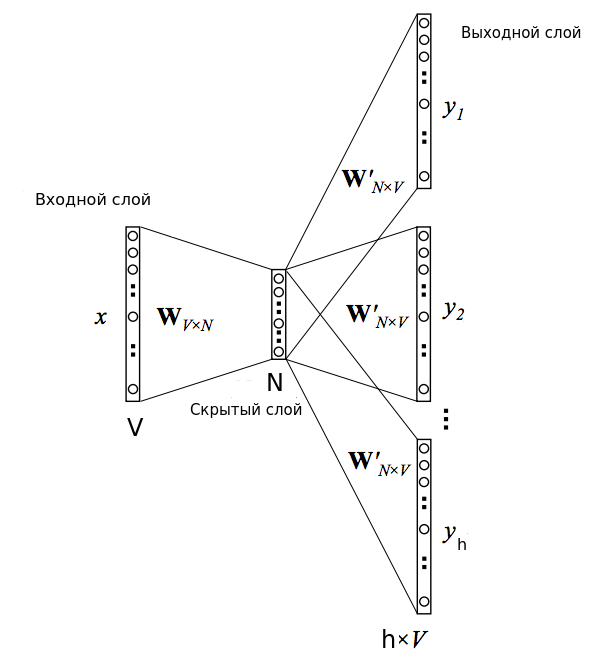 Выходной слой
y1
W'N×V
Входной слой
x
WV×N
W'N×V
y2
N
Скрытый слой
V
W'N×V
yh
h×V